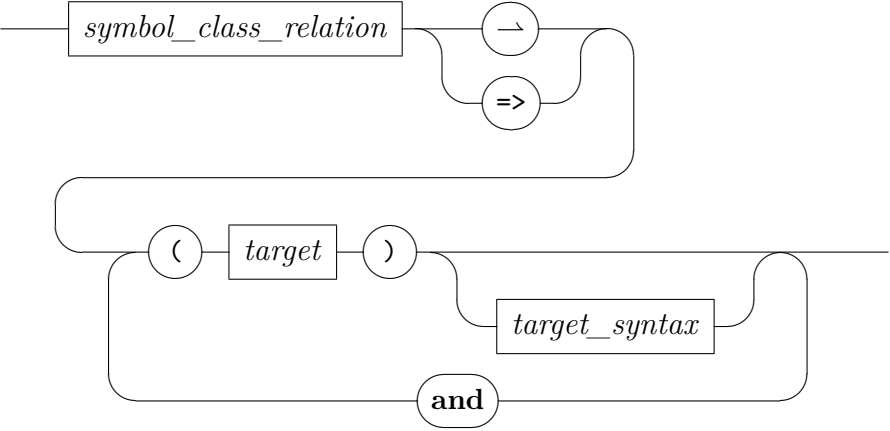 symbol_class_relation ⇀
=>
( target )
target_syntax
and